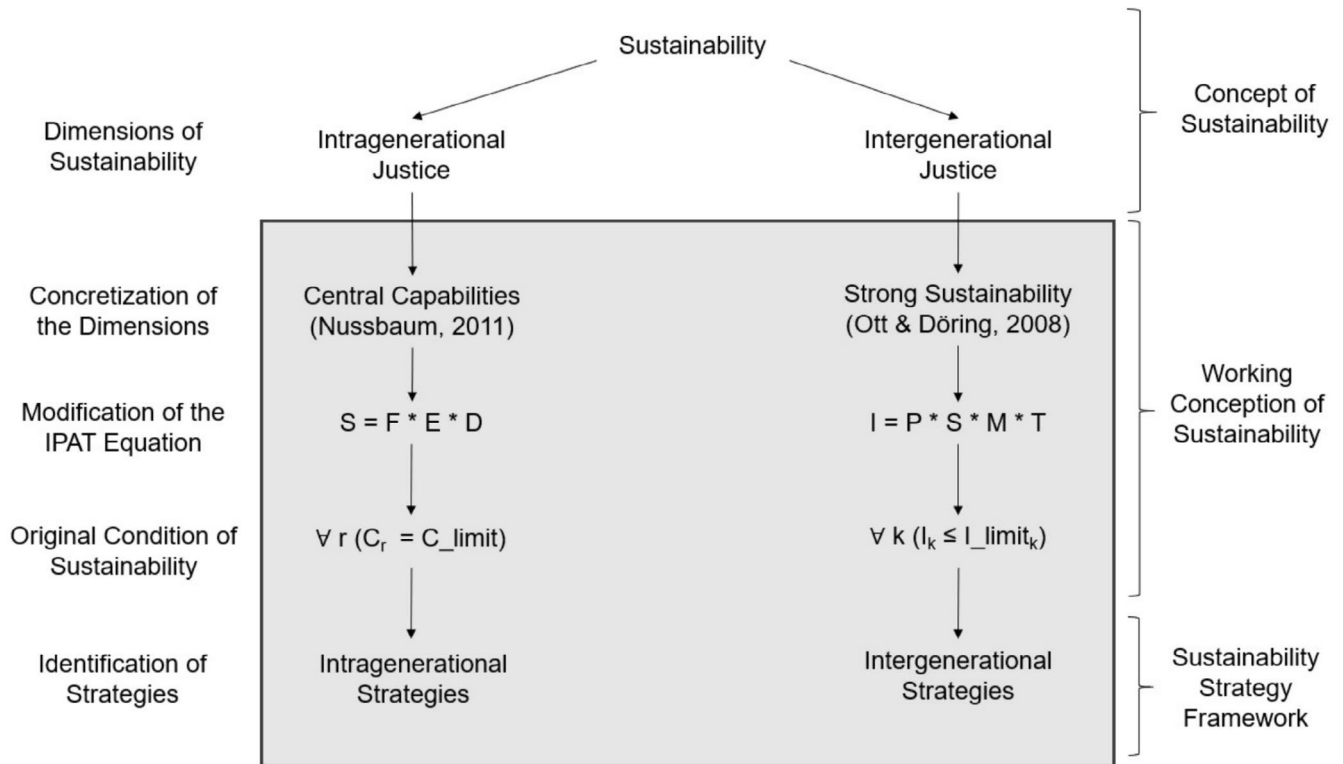 Sustainability
Concept of
Sustainability
Dimensions of
Sustainability
Intragenerational
Justice
Intergenerational
Justice
Concretization of
the Dimensions
Central Capabilities
(Nussbaum, 2011)
Strong Sustainability
(Ott & Döring, 2008)
Working
Conception of
Sustainability
Modification of the
IPAT Equation
S = F * E * D
I = P * S * M * T
Original Condition of
Sustainability
∀ r (Cᵣ = C_limit)
∀ k (Iₖ ≤ I_limitₖ)
Identification of
Strategies
Intragenerational
Strategies
Intergenerational
Strategies
Sustainability
Strategy
Framework